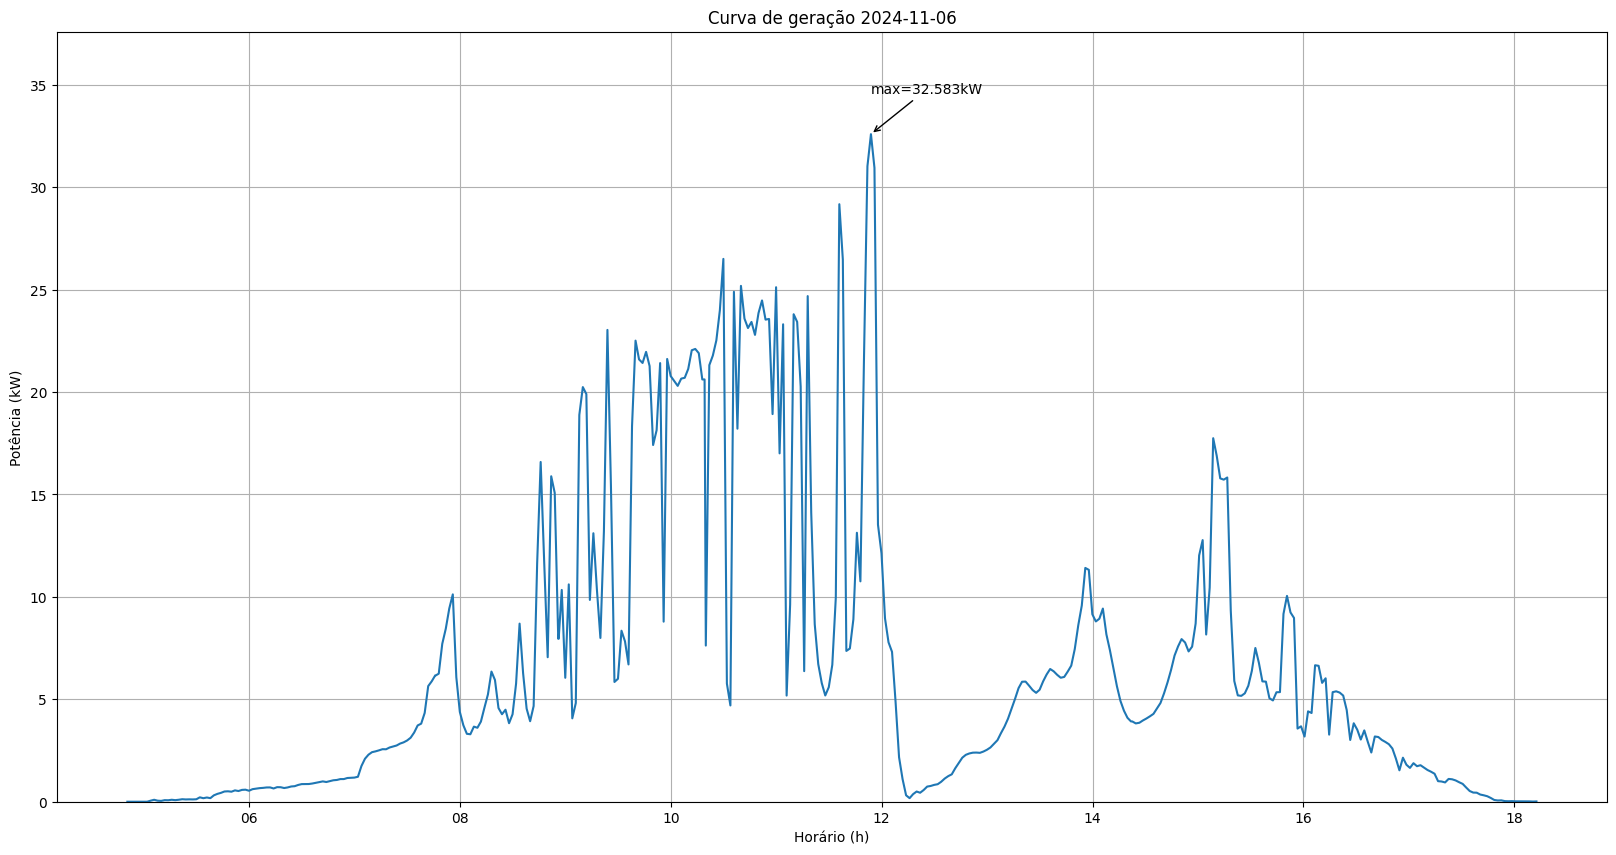 Curva de geração 2024-11-06
max=32.583kW
35
30
25
20
15
10
5
0
Potência (kW)
06 08 10 12 14 16 18
Horário (h)